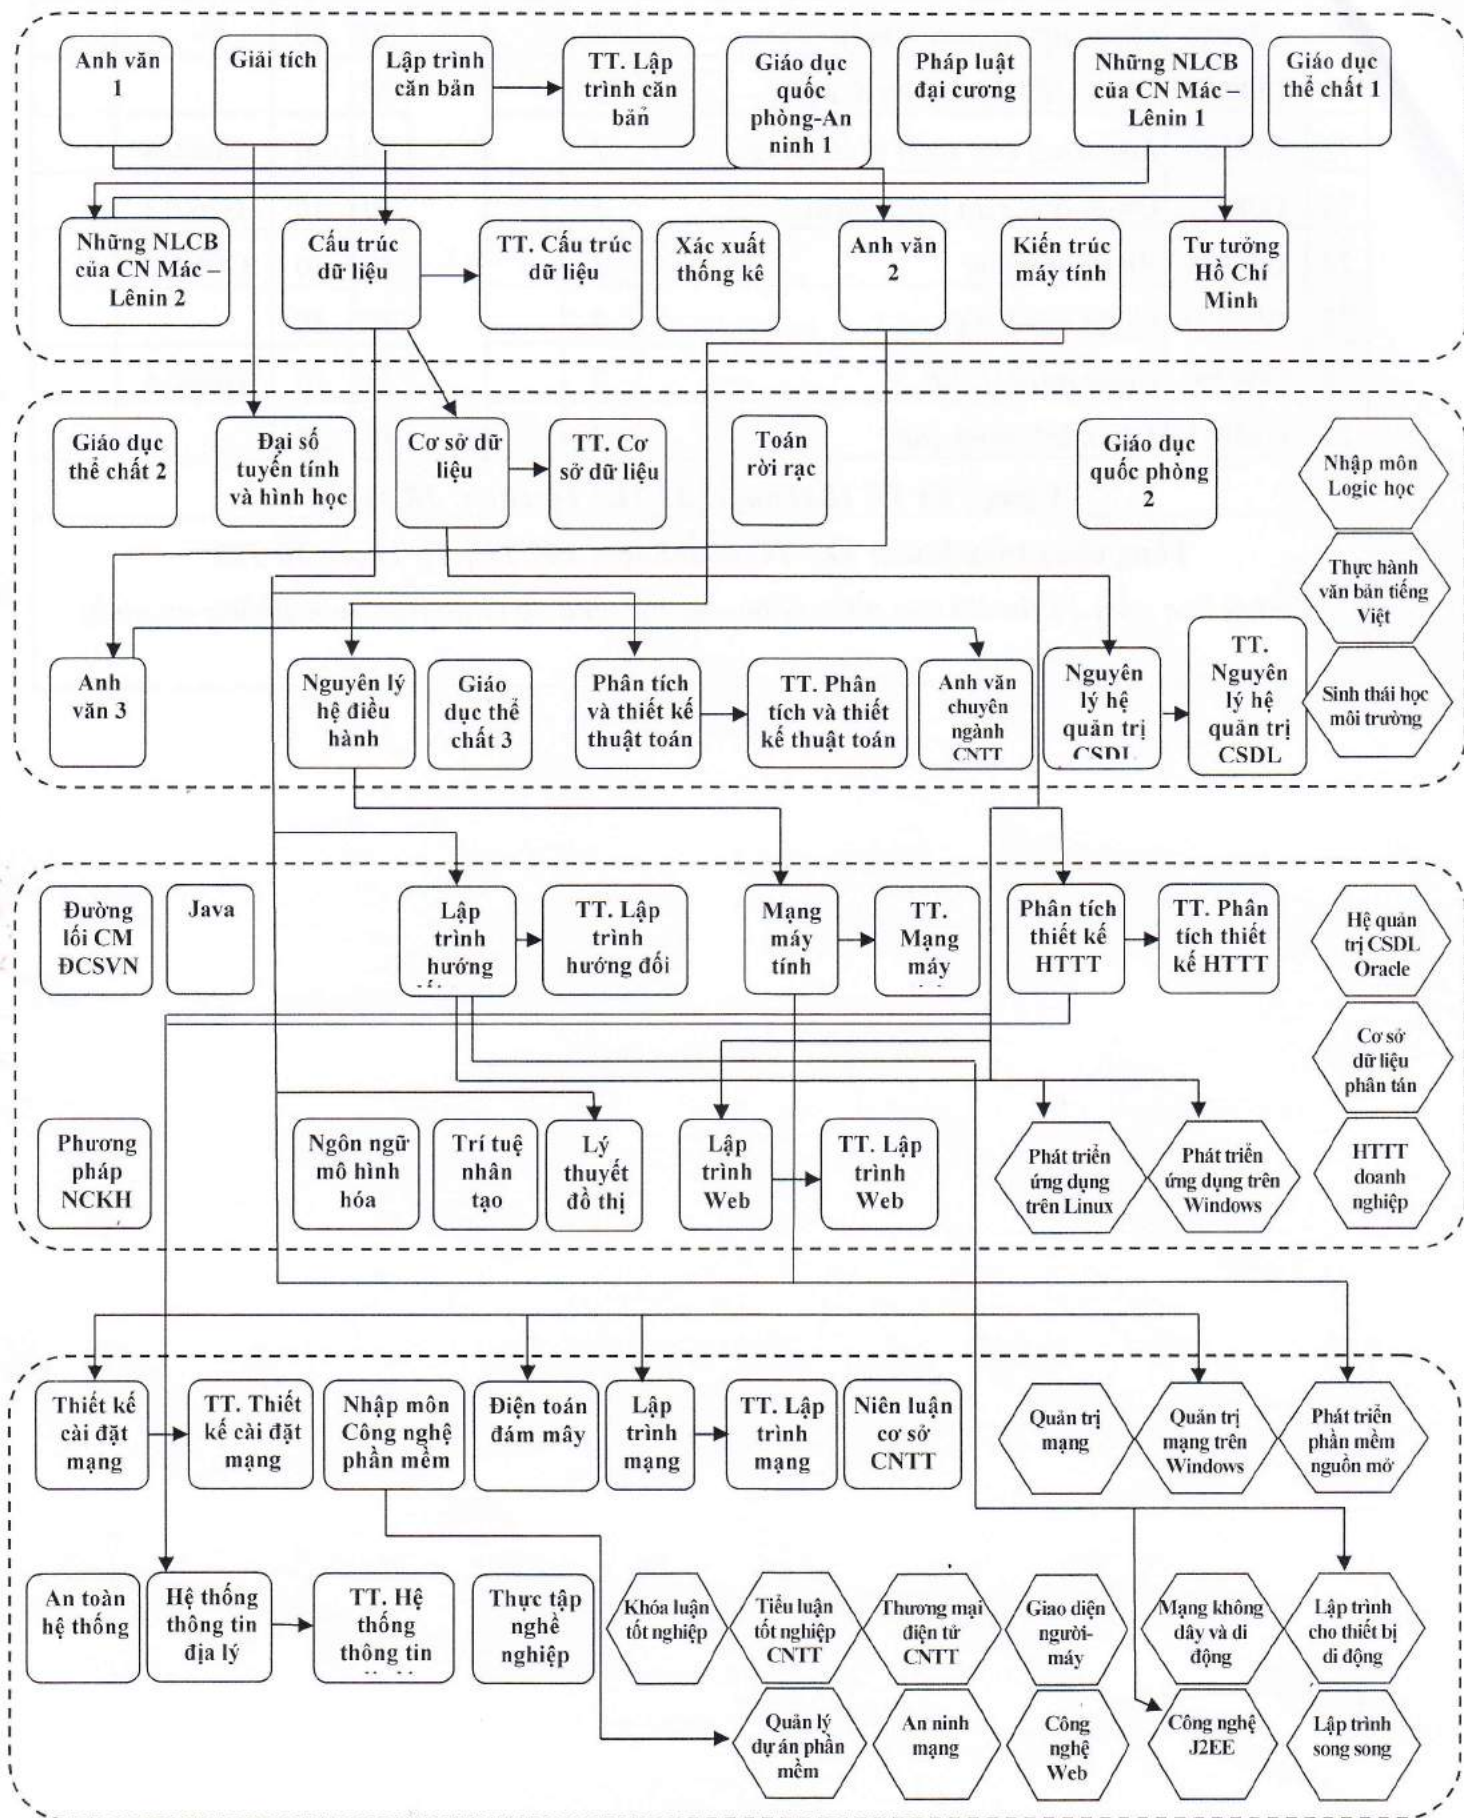 Anh văn
1
Giải tích
Lập trình
căn bản
TT. Lập
trình căn
bản
Giáo dục
quốc
phòng-An
ninh 1
Pháp luật
đại cương
Những NLCB
của CN Mác –
Lênin 1
Giáo dục
thể chất 1
Những NLCB
của CN Mác –
Lênin 2
Cấu trúc
dữ liệu
TT. Cấu trúc
dữ liệu
Xác xuất
thống kê
Anh văn
2
Kiến trúc
máy tính
Tư tưởng
Hồ Chí
Minh
Giáo dục
thể chất 2
Đại số
tuyến tính
và hình học
Cơ sở dữ
liệu
TT. Cơ
sở dữ liệu
Toán
rời rạc
Giáo dục
quốc phòng
2
Nhập môn
Logic học
Thực hành
văn bản tiếng
Việt
Anh
văn 3
Nguyên lý
hệ điều
hành
Giáo
dục thể
chất 3
Phân tích
và thiết kế
thuật toán
TT. Phân
tích và thiết
kế thuật toán
Anh văn
chuyên
ngành
CNTT
Nguyên
lý hệ
quản trị
CSDL
TT.
Nguyên
lý hệ
quản trị
CSDL
Sinh thái học
môi trường
Đường
lối CM
ĐCSVN
Java
Lập
trình
hướng
TT. Lập
trình
hướng đối
Mạng
máy
tính
TT.
Mạng
máy
Phân tích
thiết kế
HTTT
TT. Phân
tích thiết
kế HTTT
Hệ quản
trị CSDL
Oracle
Cơ sở
dữ liệu
phân tán
Phương
pháp
NCKH
Ngôn ngữ
mô hình
hóa
Trí tuệ
nhân
tạo
Lý
thuyết
đồ thị
Lập
trình
Web
TT. Lập
trình
Web
Phát triển
ứng dụng
trên Linux
Phát triển
ứng dụng trên
Windows
HTTT
doanh
nghiệp
Thiết kế
cài đặt
mạng
TT. Thiết
kế cài đặt
mạng
Nhập môn
Công nghệ
phần mềm
Điện toán
đám mây
Lập
trình
mạng
TT. Lập
trình
mạng
Niên luận
cơ sở
CNTT
Quản trị
mạng
Quản trị
mạng trên
Windows
Phát triển
phần mềm
nguồn mở
An toàn
hệ thống
Hệ thống
thông tin
địa lý
TT. Hệ
thống
thông tin
Thực tập
nghề
nghiệp
Khóa luận
tốt nghiệp
Tiểu luận
tốt nghiệp
CNTT
Thương mại
điện tử
CNTT
Giao diện
người-
máy
Mạng không
dây và di
động
Lập trình
cho thiết bị
di động
Quản lý
dự án phần
mềm
An ninh
mạng
Công
nghệ
Web
Công nghệ
J2EE
Lập trình
song song